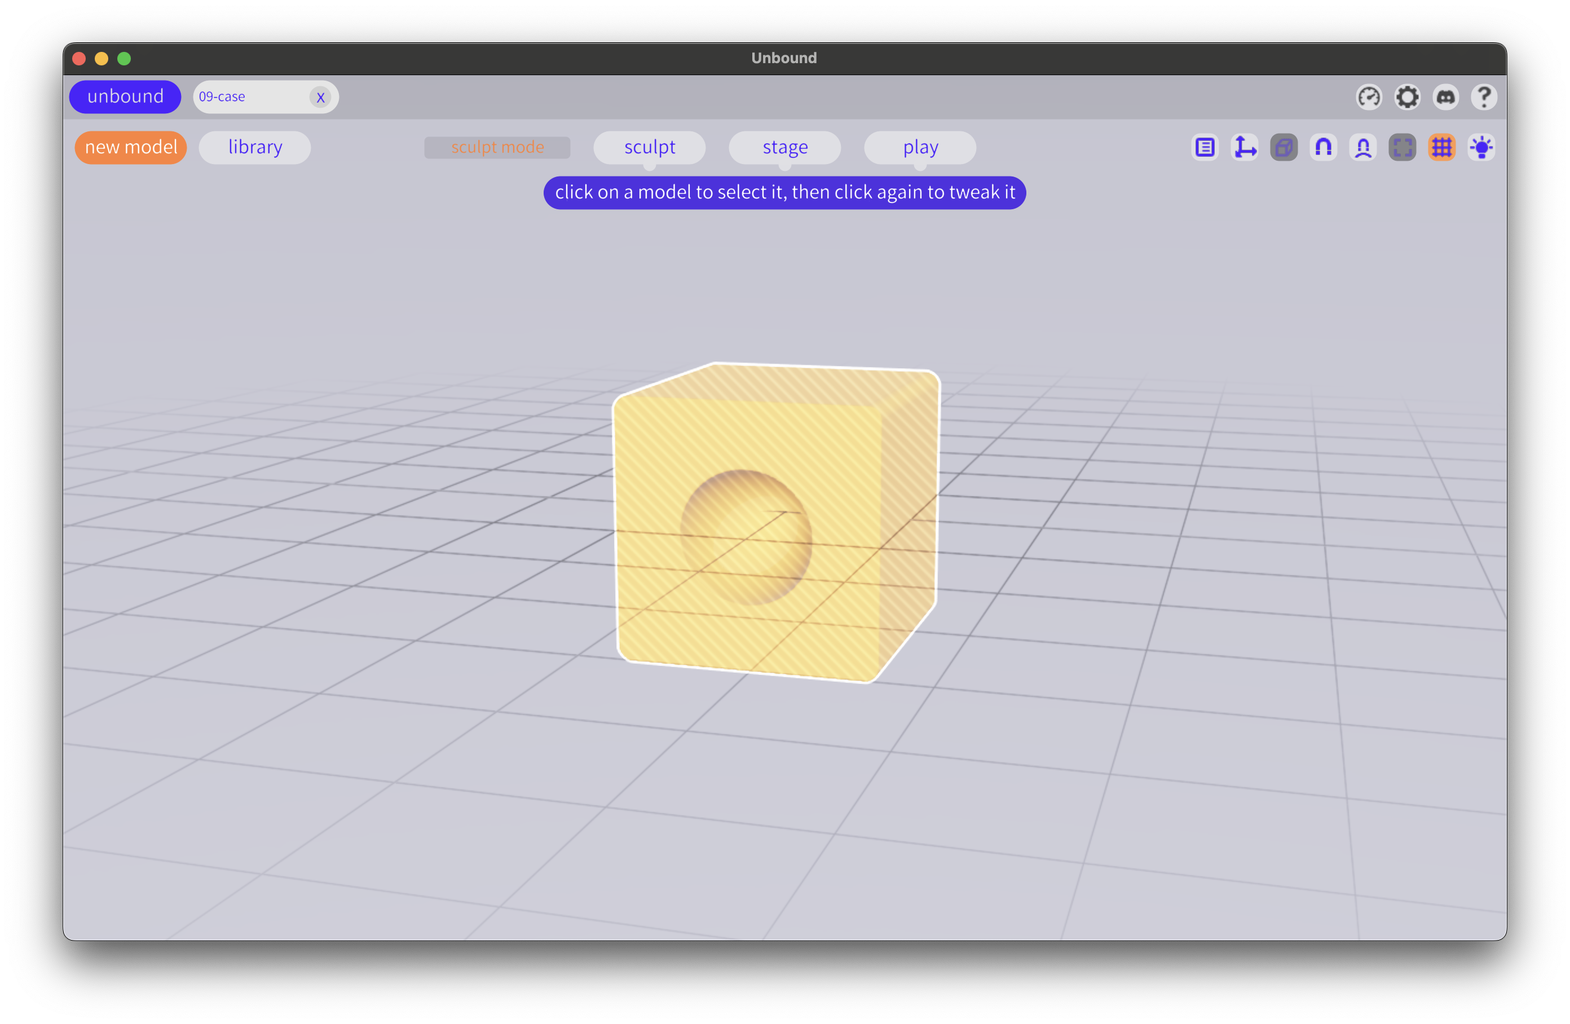 Unbound
unbound
09-case
X
new model
library
sculpt mode
sculpt
stage
play
click on a model to select it, then click again to tweak it
?